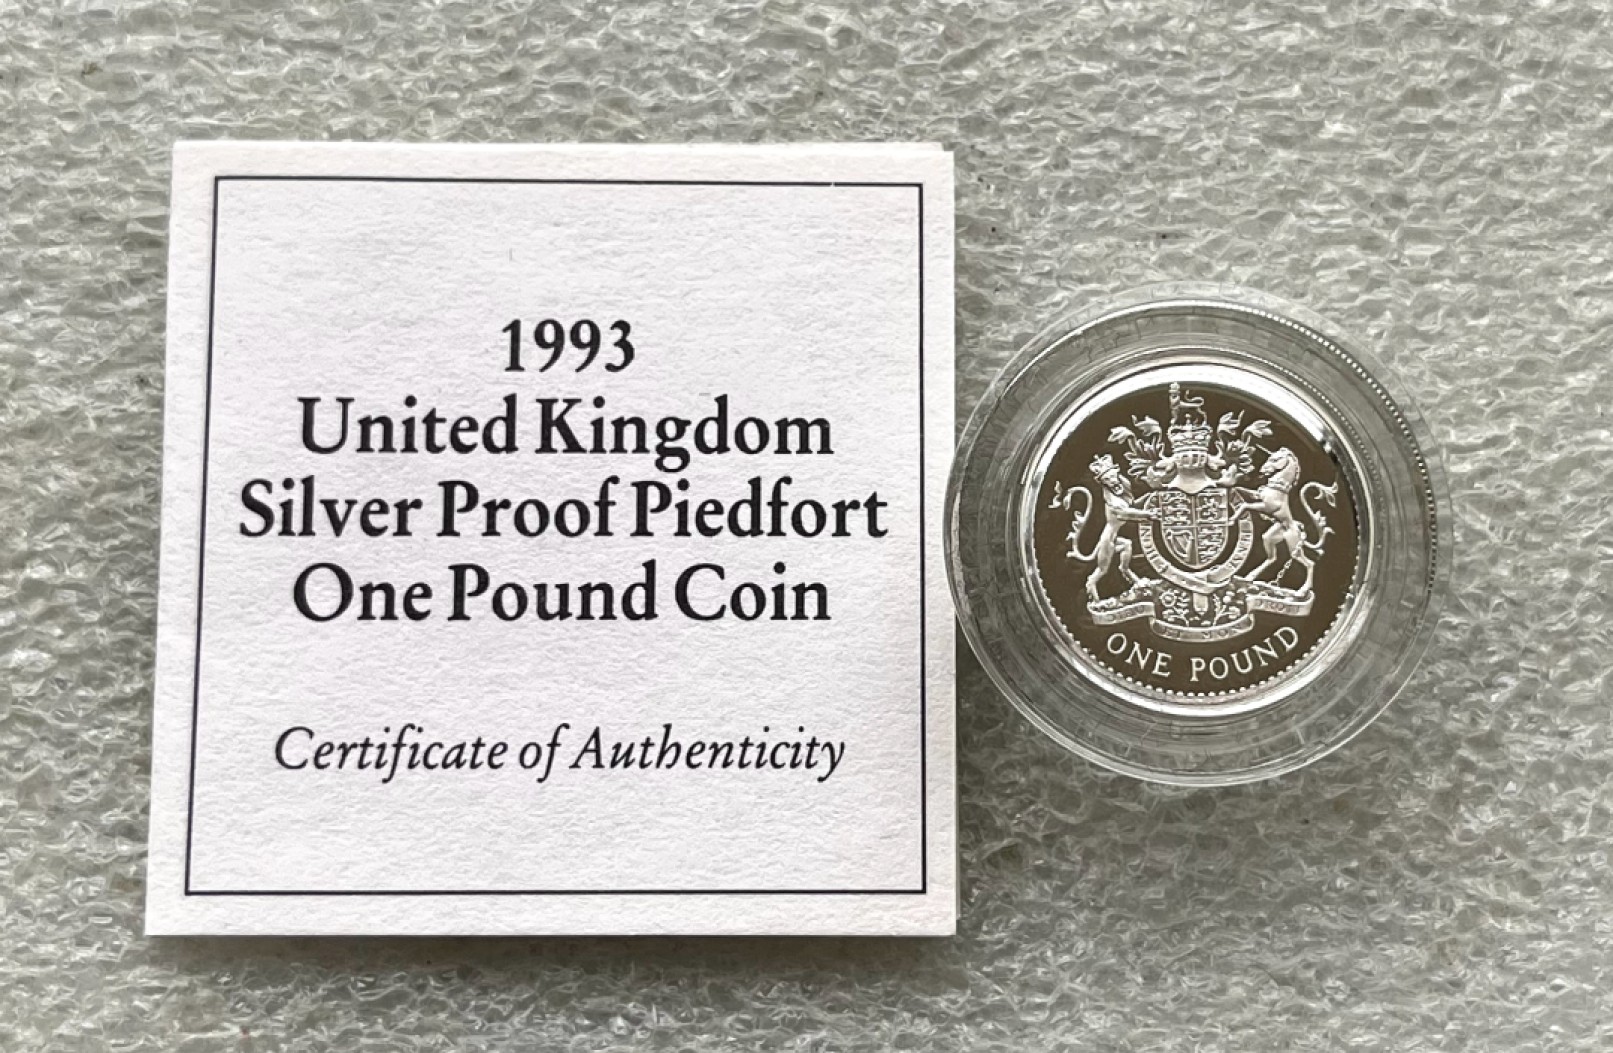 1993
United Kingdom
Silver Proof Piedfort
One Pound Coin
Certificate of Authenticity
ONE POUND